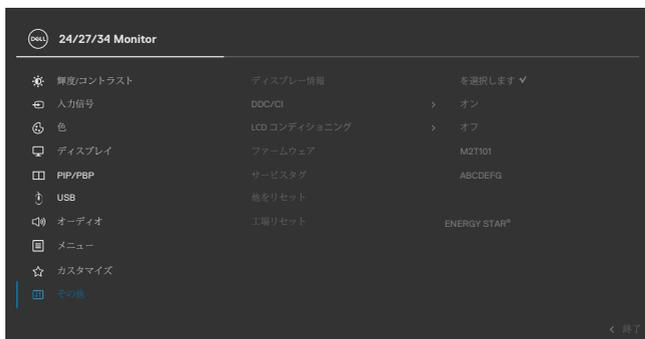 DELL 24/27/34 Monitor
輝度/コントラスト ディスプレー情報 を選択します ✔
入力信号 DDC/CI > オン
色 LCD コンディショニング > オフ
ディスプレイ ファームウェア M2T101
PIP/PBP サービスタグ ABCDEFG
USB 他をリセット
オーディオ 工場リセット ENERGY STAR®
メニュー
カスタマイズ
その他
< 終了